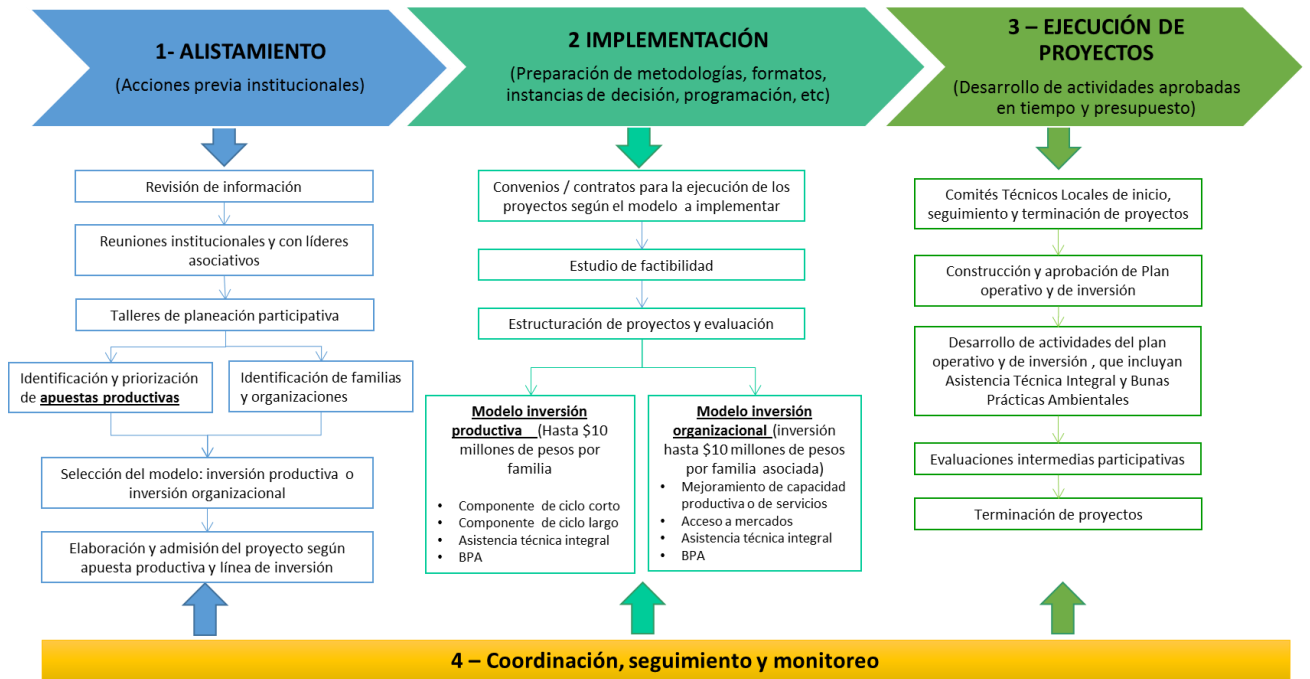 1- ALISTAMIENTO
(Acciones previa institucionales)
2 IMPLEMENTACIÓN
(Preparación de metodologías, formatos,
instancias de decisión, programación, etc)
3 – EJECUCIÓN DE
PROYECTOS
(Desarrollo de actividades aprobadas
en tiempo y presupuesto)
Revisión de información
Reuniones institucionales y con líderes
asociativos
Talleres de planeación participativa
Identificación y priorización
de apuestas productivas
Identificación de familias
y organizaciones
Selección del modelo: inversión productiva o
inversión organizacional
Elaboración y admisión del proyecto según
apuesta productiva y línea de inversión
Convenios / contratos para la ejecución de los
proyectos según el modelo a implementar
Estudio de factibilidad
Estructuración de proyectos y evaluación
Modelo inversión
productiva (Hasta $10
millones de pesos por
familia
• Componente de ciclo corto
• Componente de ciclo largo
• Asistencia técnica integral
• BPA
Modelo inversión
organizacional (inversión
hasta $10 millones de pesos
por familia asociada)
• Mejoramiento de capacidad
productiva o de servicios
• Acceso a mercados
• Asistencia técnica integral
• BPA
Comités Técnicos Locales de inicio,
seguimiento y terminación de proyectos
Construcción y aprobación de Plan
operativo y de inversión
Desarrollo de actividades del plan
operativo y de inversión , que incluyan
Asistencia Técnica Integral y Bunas
Prácticas Ambientales
Evaluaciones intermedias participativas
Terminación de proyectos
4 – Coordinación, seguimiento y monitoreo